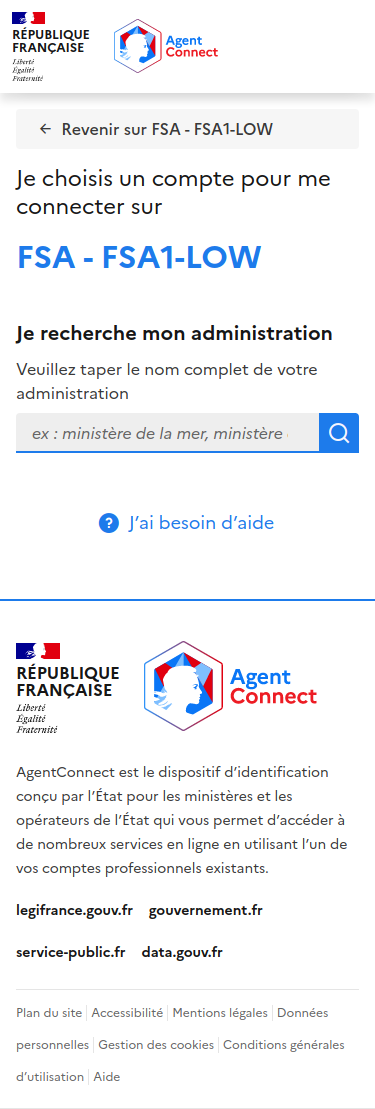 RÉPUBLIQUE
FRANÇAISE
Liberté
Égalité
Fraternité
Agent
Connect
← Revenir sur FSA - FSA1-LOW
Je choisis un compte pour me
connecter sur
FSA - FSA1-LOW
Je recherche mon administration
Veuillez taper le nom complet de votre
administration
ex : ministère de la mer, ministère
? J’ai besoin d’aide
RÉPUBLIQUE
FRANÇAISE
Liberté
Égalité
Fraternité
Agent
Connect
AgentConnect est le dispositif d’identification
conçu par l’État pour les ministères et les
opérateurs de l’État qui vous permet d’accéder à
de nombreux services en ligne en utilisant l’un de
vos comptes professionnels existants.
legifrance.gouv.fr gouvernement.fr
service-public.fr data.gouv.fr
Plan du site | Accessibilité | Mentions légales | Données
personnelles | Gestion des cookies | Conditions générales
d’utilisation | Aide